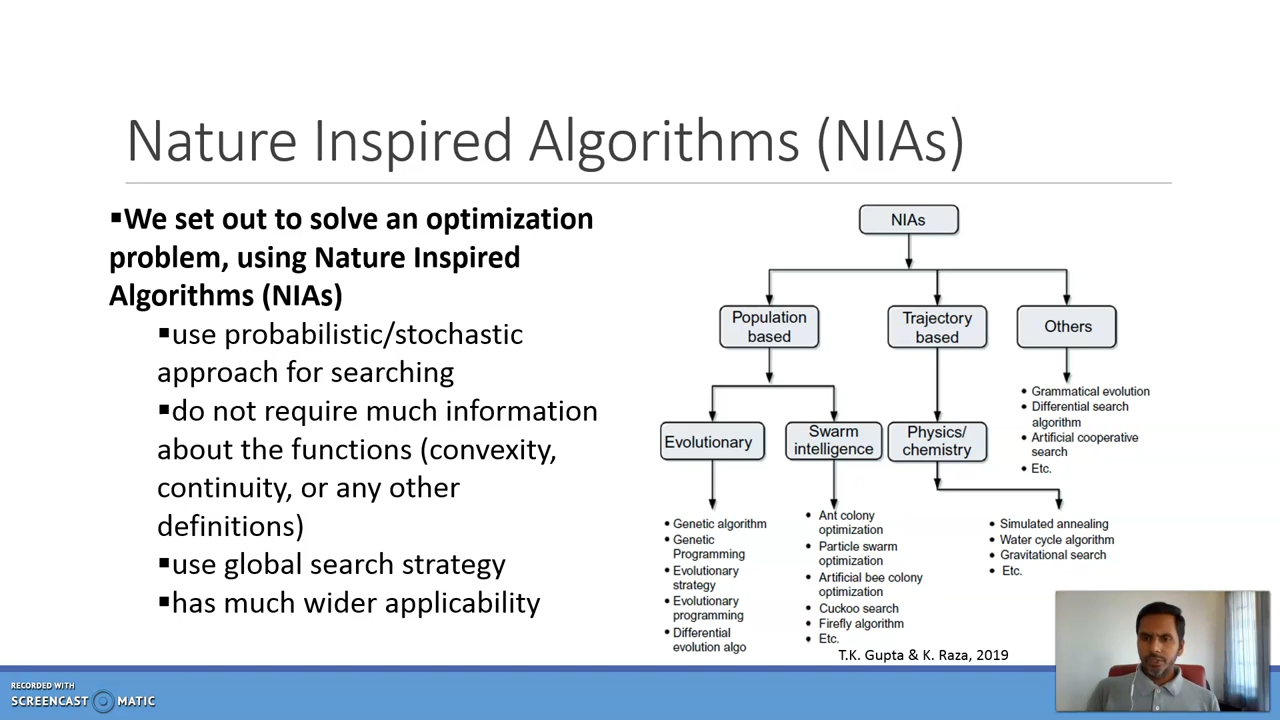 Nature Inspired Algorithms (NIAs)
▪We set out to solve an optimization
problem, using Nature Inspired
Algorithms (NIAs)
▪use probabilistic/stochastic
approach for searching
▪do not require much information
about the functions (convexity,
continuity, or any other
definitions)
▪use global search strategy
▪has much wider applicability
NIAs
Population
based
Trajectory
based
Others
• Grammatical evolution
• Differential search
algorithm
• Artificial cooperative
search
• Etc.
Evolutionary
Swarm
intelligence
Physics/
chemistry
• Genetic algorithm
• Genetic
Programming
• Evolutionary
strategy
• Evolutionary
programming
• Differential
evolution algo
• Ant colony
optimization
• Particle swarm
optimization
• Artificial bee colony
optimization
• Cuckoo search
• Firefly algorithm
• Etc.
• Simulated annealing
• Water cycle algorithm
• Gravitational search
• Etc.
T.K. Gupta & K. Raza, 2019
RECORDED WITH
SCREENCAST MATIC